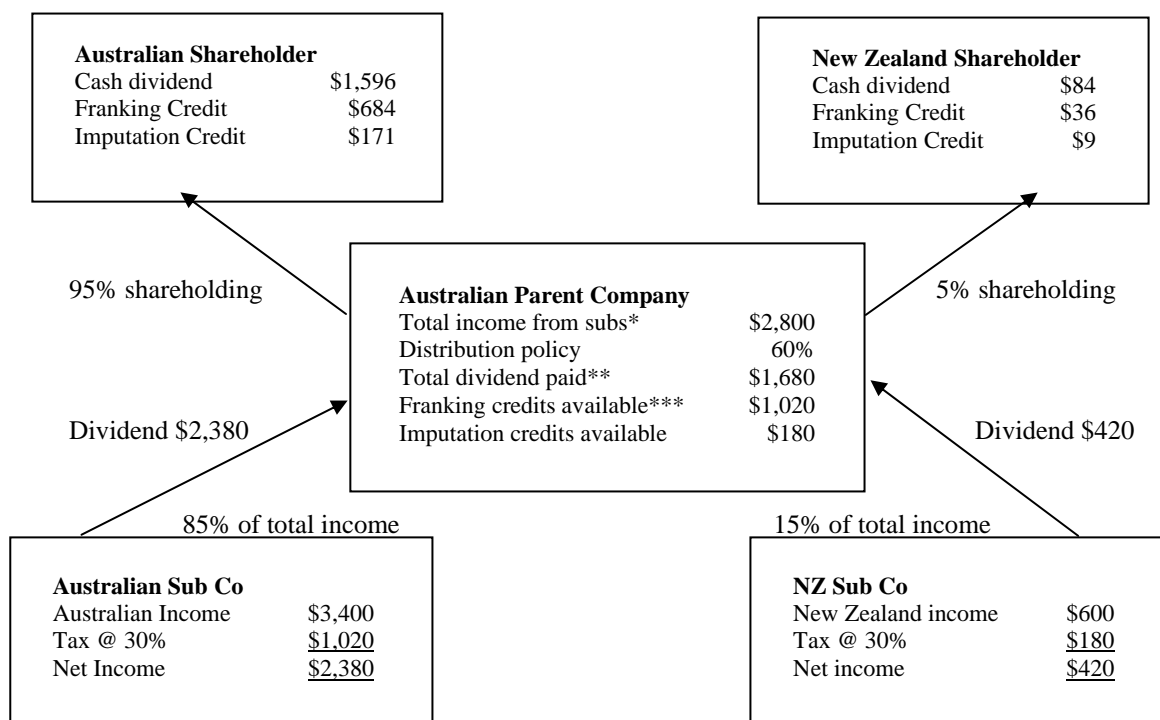 Australian Shareholder
Cash dividend $1,596
Franking Credit $684
Imputation Credit $171
New Zealand Shareholder
Cash dividend $84
Franking Credit $36
Imputation Credit $9
95% shareholding
5% shareholding
Australian Parent Company
Total income from subs* $2,800
Distribution policy 60%
Total dividend paid** $1,680
Franking credits available*** $1,020
Imputation credits available $180
Dividend $2,380
Dividend $420
85% of total income
15% of total income
Australian Sub Co
Australian Income $3,400
Tax @ 30% $1,020
Net Income $2,380
NZ Sub Co
New Zealand income $600
Tax @ 30% $180
Net income $420